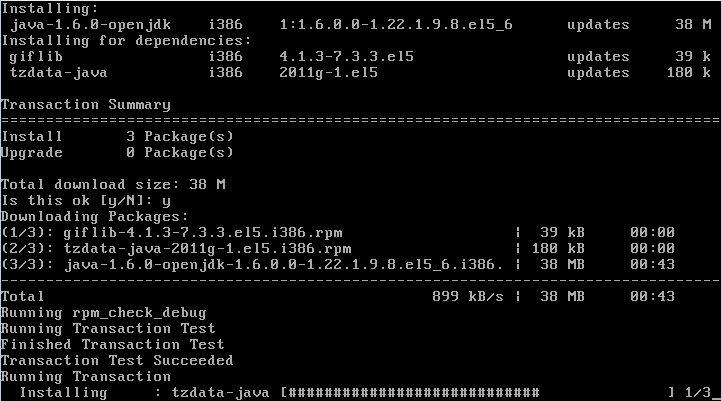 Installing:
 java-1.6.0-openjdk    i386    1:1.6.0.0-1.22.1.9.8.el5_6    updates    38 M
Installing for dependencies:
 giflib    i386    4.1.3-7.3.3.el5    updates    39 k
 tzdata-java    i386    2011g-1.el5    updates    180 k
Transaction Summary
================================================================================
Install    3 Package(s)
Upgrade    0 Package(s)
Total download size: 38 M
Is this ok [y/N]: y
Downloading Packages:
(1/3): giflib-4.1.3-7.3.3.el5.i386.rpm    | 39 kB    00:00
(2/3): tzdata-java-2011g-1.el5.i386.rpm    | 180 kB    00:00
(3/3): java-1.6.0-openjdk-1.6.0.0-1.22.1.9.8.el5_6.i386. | 38 MB    00:43
--------------------------------------------------------------------------------
Total    899 kB/s | 38 MB    00:43
Running rpm_check_debug
Running Transaction Test
Finished Transaction Test
Transaction Test Succeeded
Running Transaction
  Installing     : tzdata-java [############################              ] 1/3_